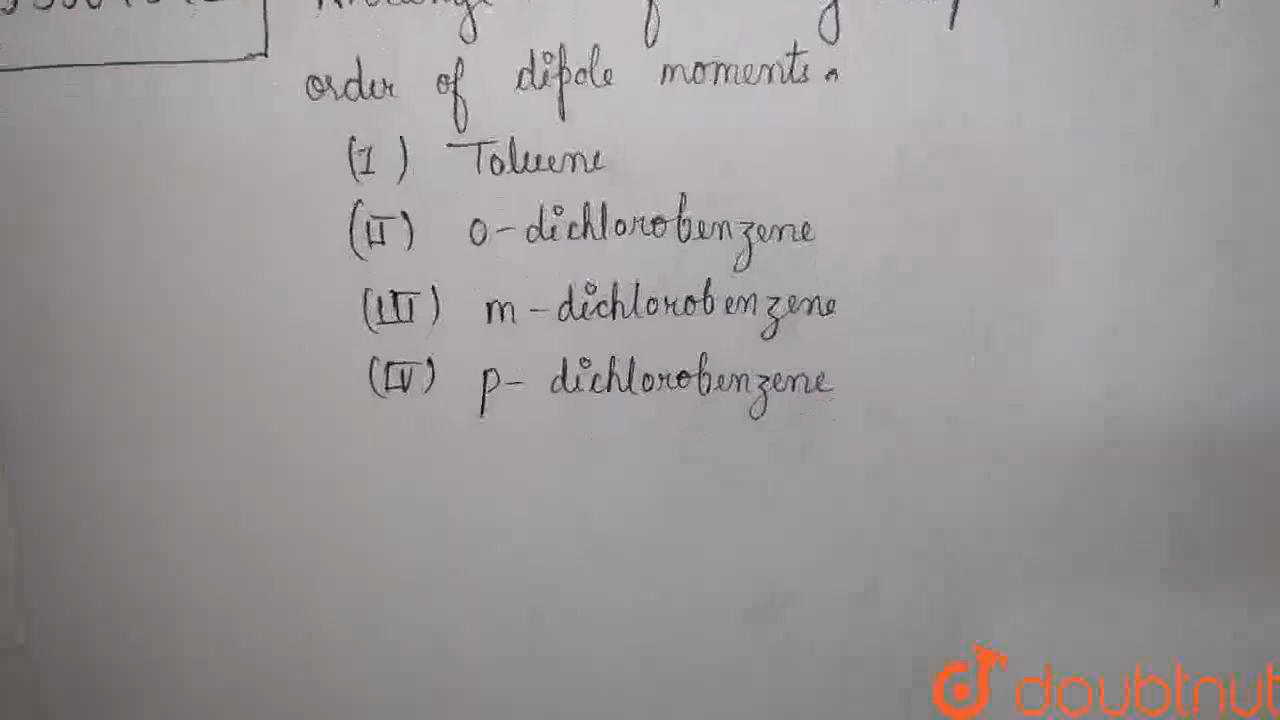 order of dipole moments.
(I) Toluene
(II) o-dichlorobenzene
(III) m-dichlorobenzene
(IV) p-dichlorobenzene
doubtnut